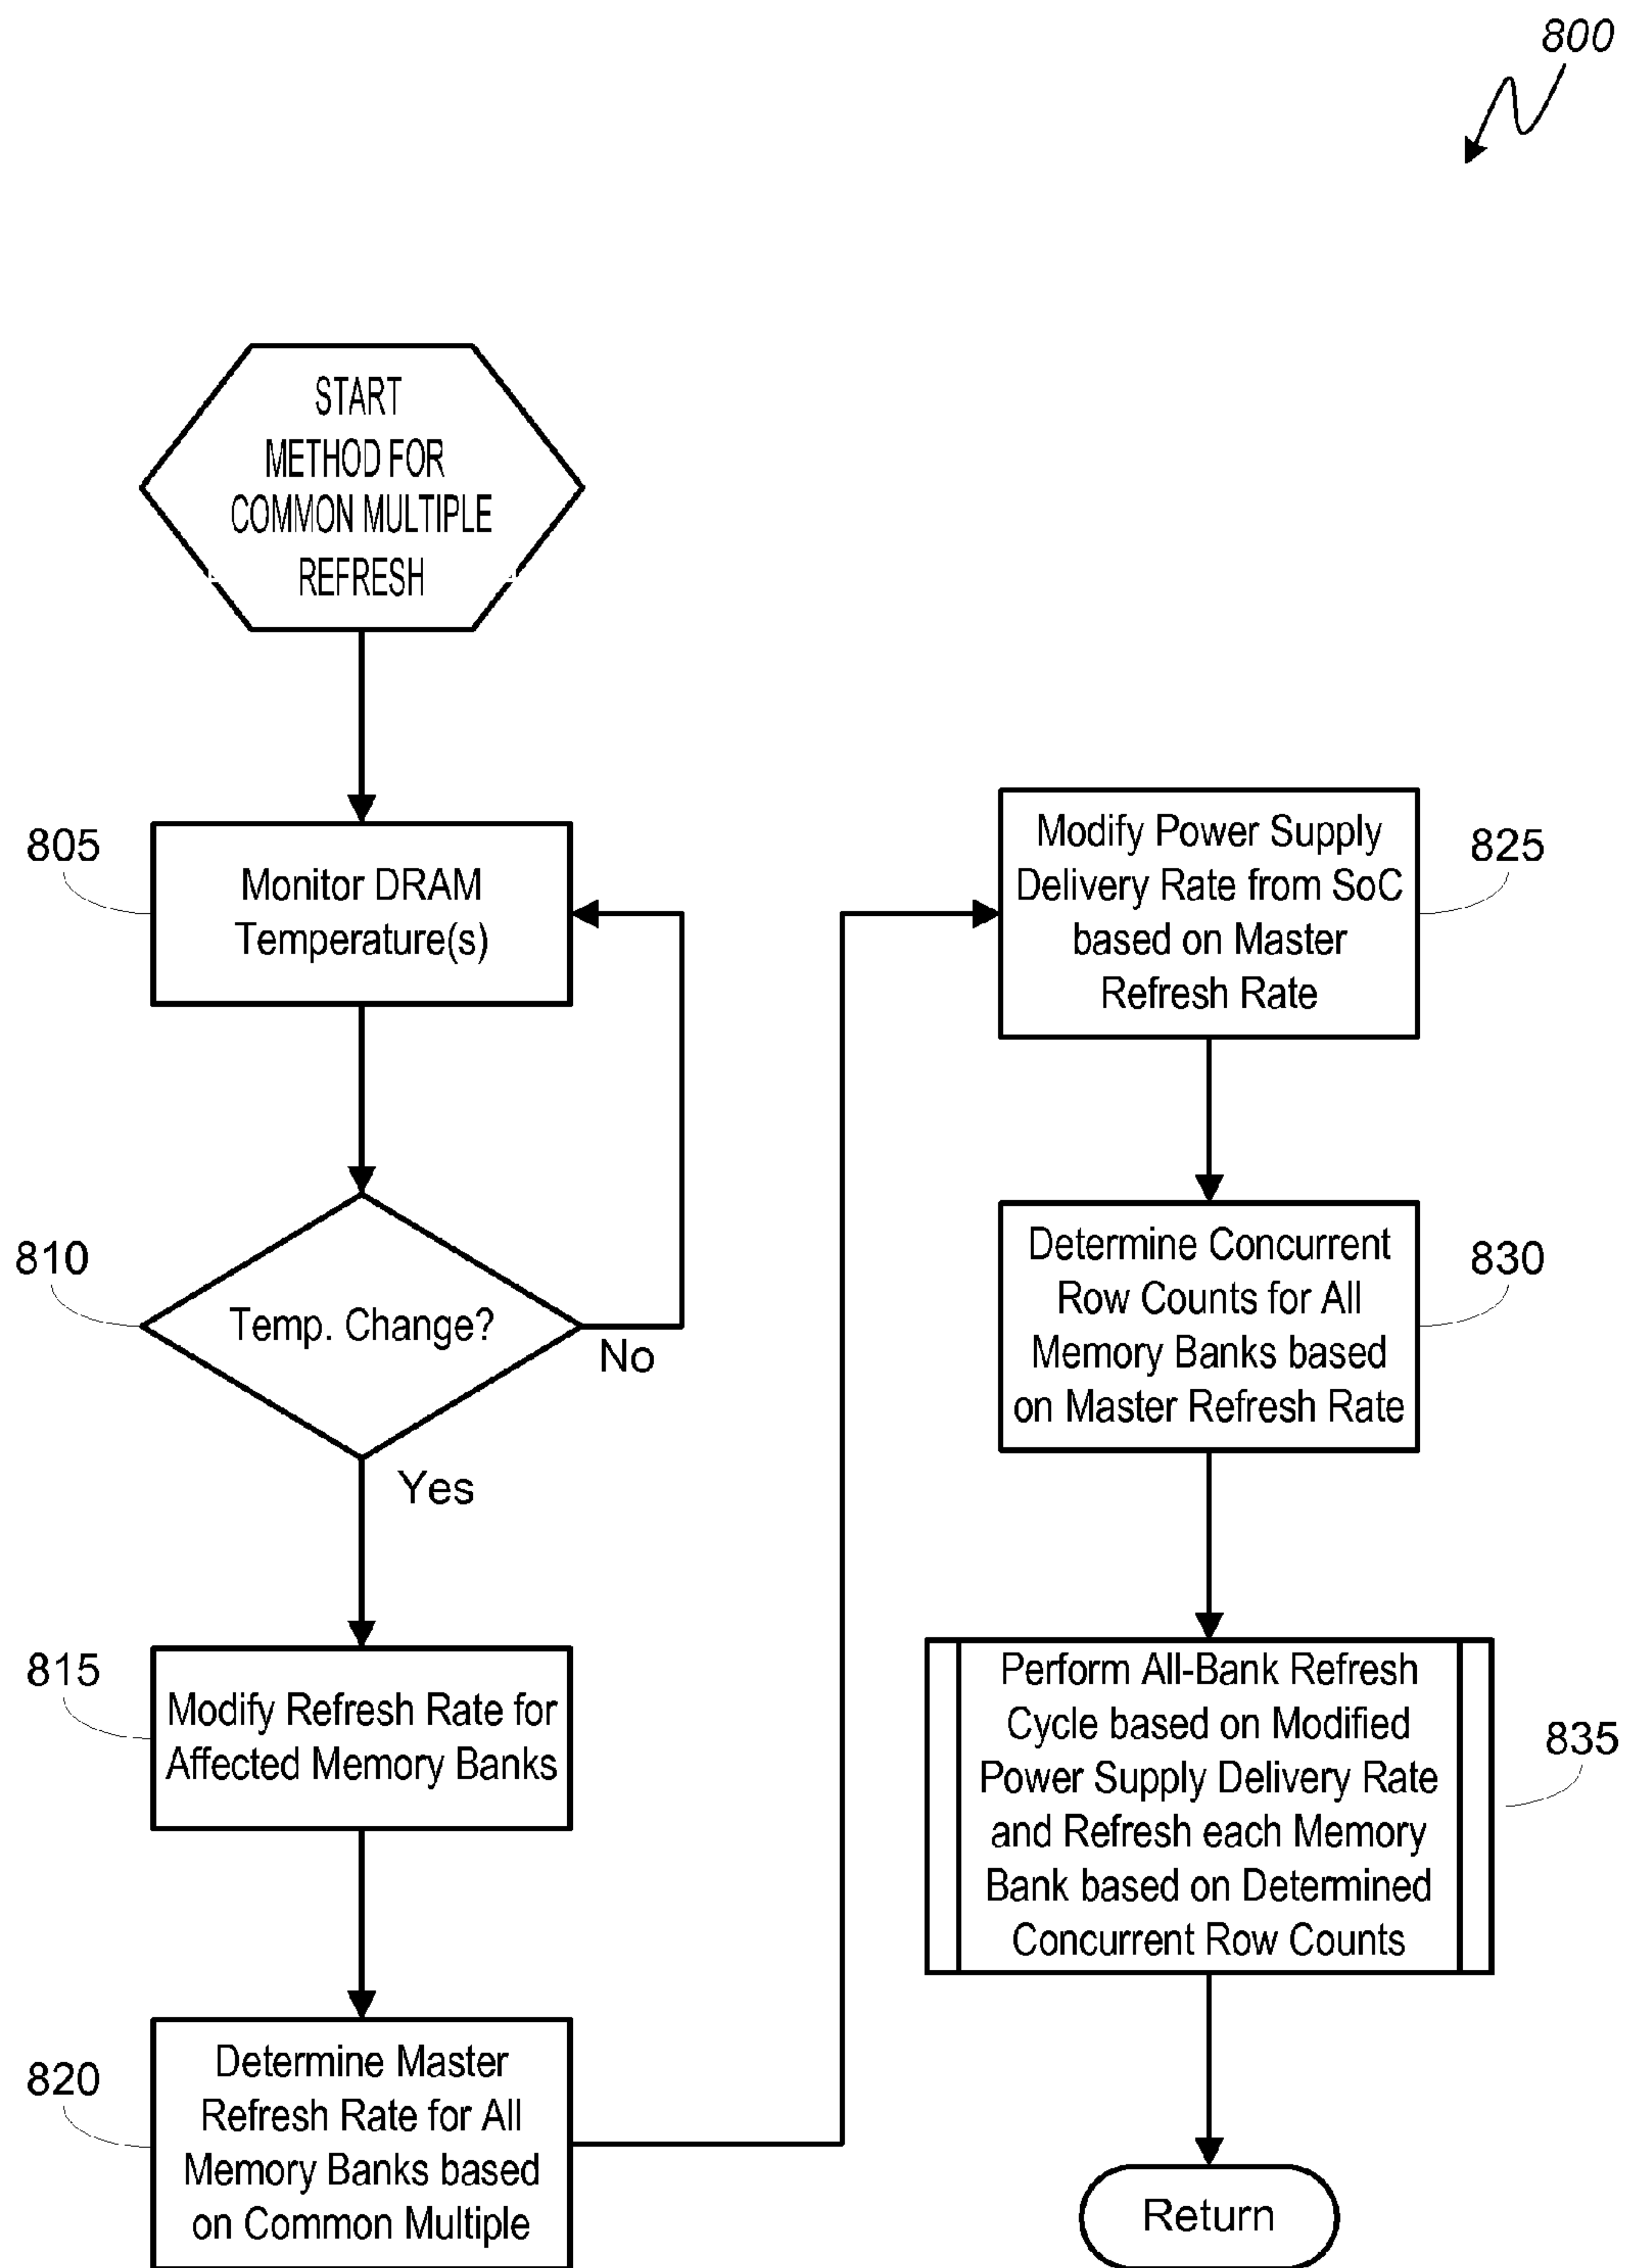 800
START
METHOD FOR
COMMON MULTIPLE
REFRESH
805
Monitor DRAM
Temperature(s)
810
Temp. Change?
No
Yes
815
Modify Refresh Rate for
Affected Memory Banks
820
Determine Master
Refresh Rate for All
Memory Banks based
on Common Multiple
Modify Power Supply
Delivery Rate from SoC
based on Master
Refresh Rate
825
Determine Concurrent
Row Counts for All
Memory Banks based
on Master Refresh Rate
830
Perform All-Bank Refresh
Cycle based on Modified
Power Supply Delivery Rate
and Refresh each Memory
Bank based on Determined
Concurrent Row Counts
835
Return